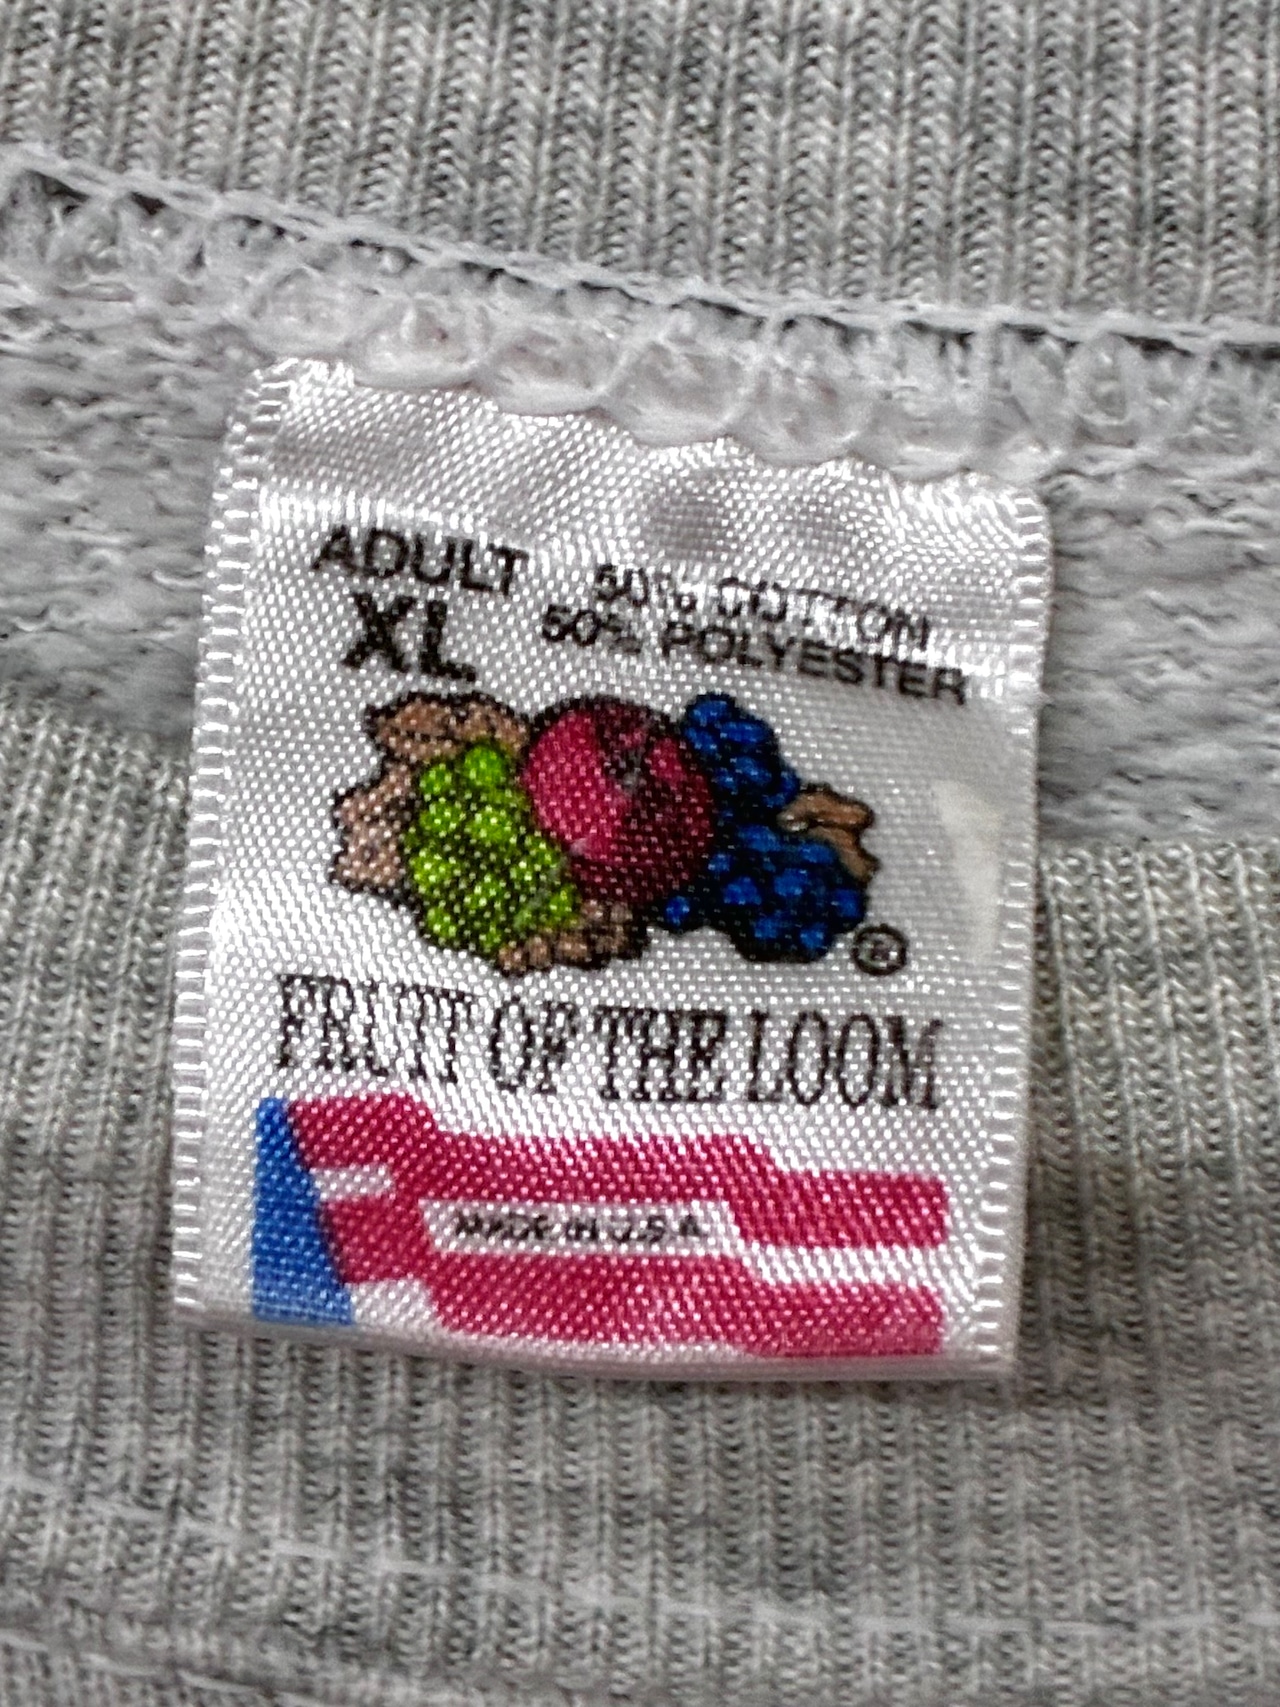 ADULT
XL
50% COTTON
50% POLYESTER
®
FRUIT OF THE LOOM
MADE IN U.S.A.